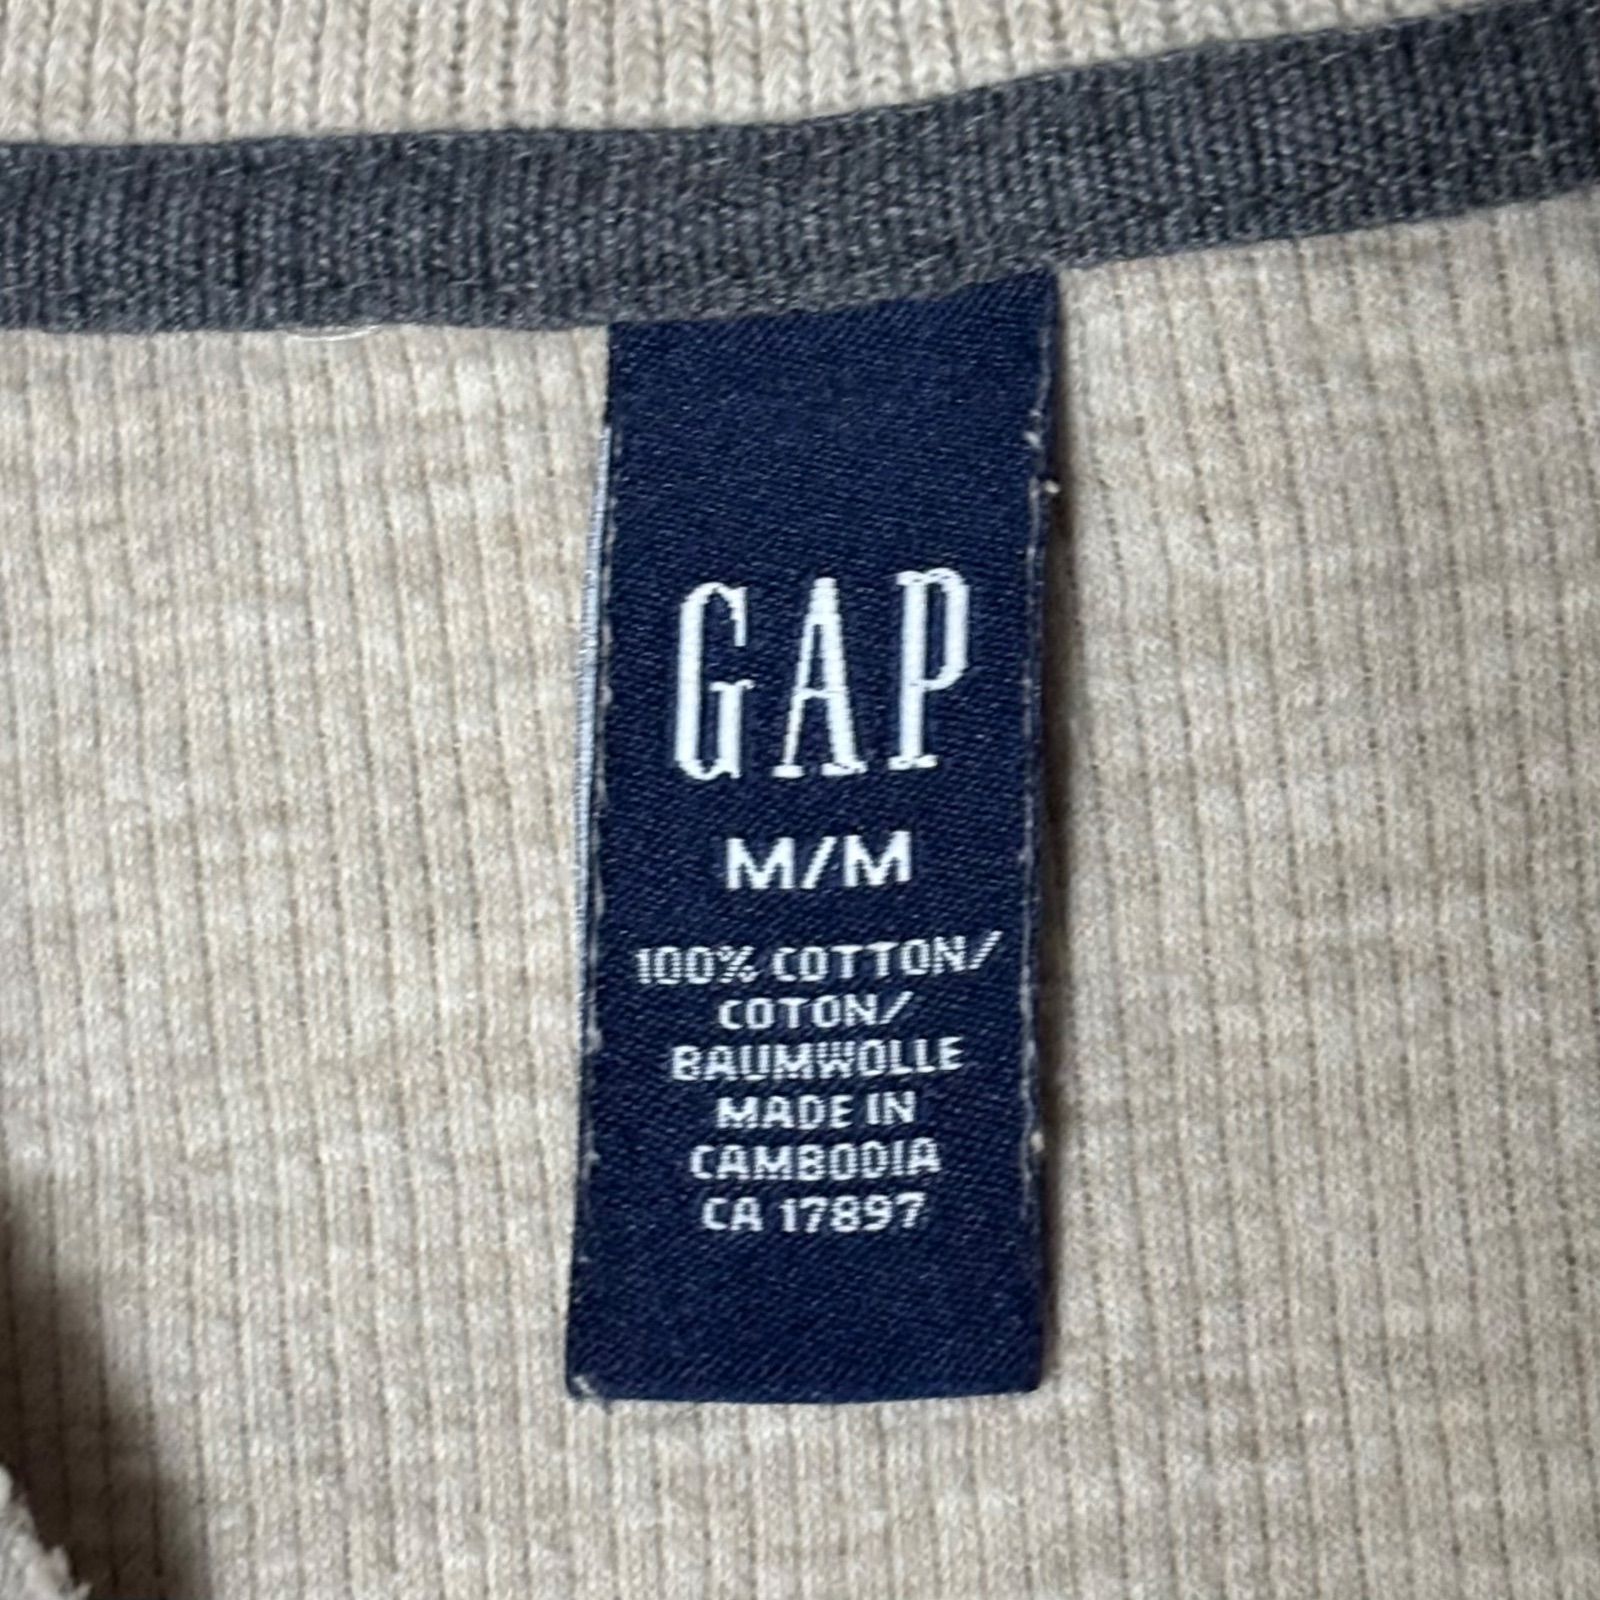 GAP
M/M
100% COTTON/
COTON/
BAUMWOLLE
MADE IN
CAMBODIA
CA 17897